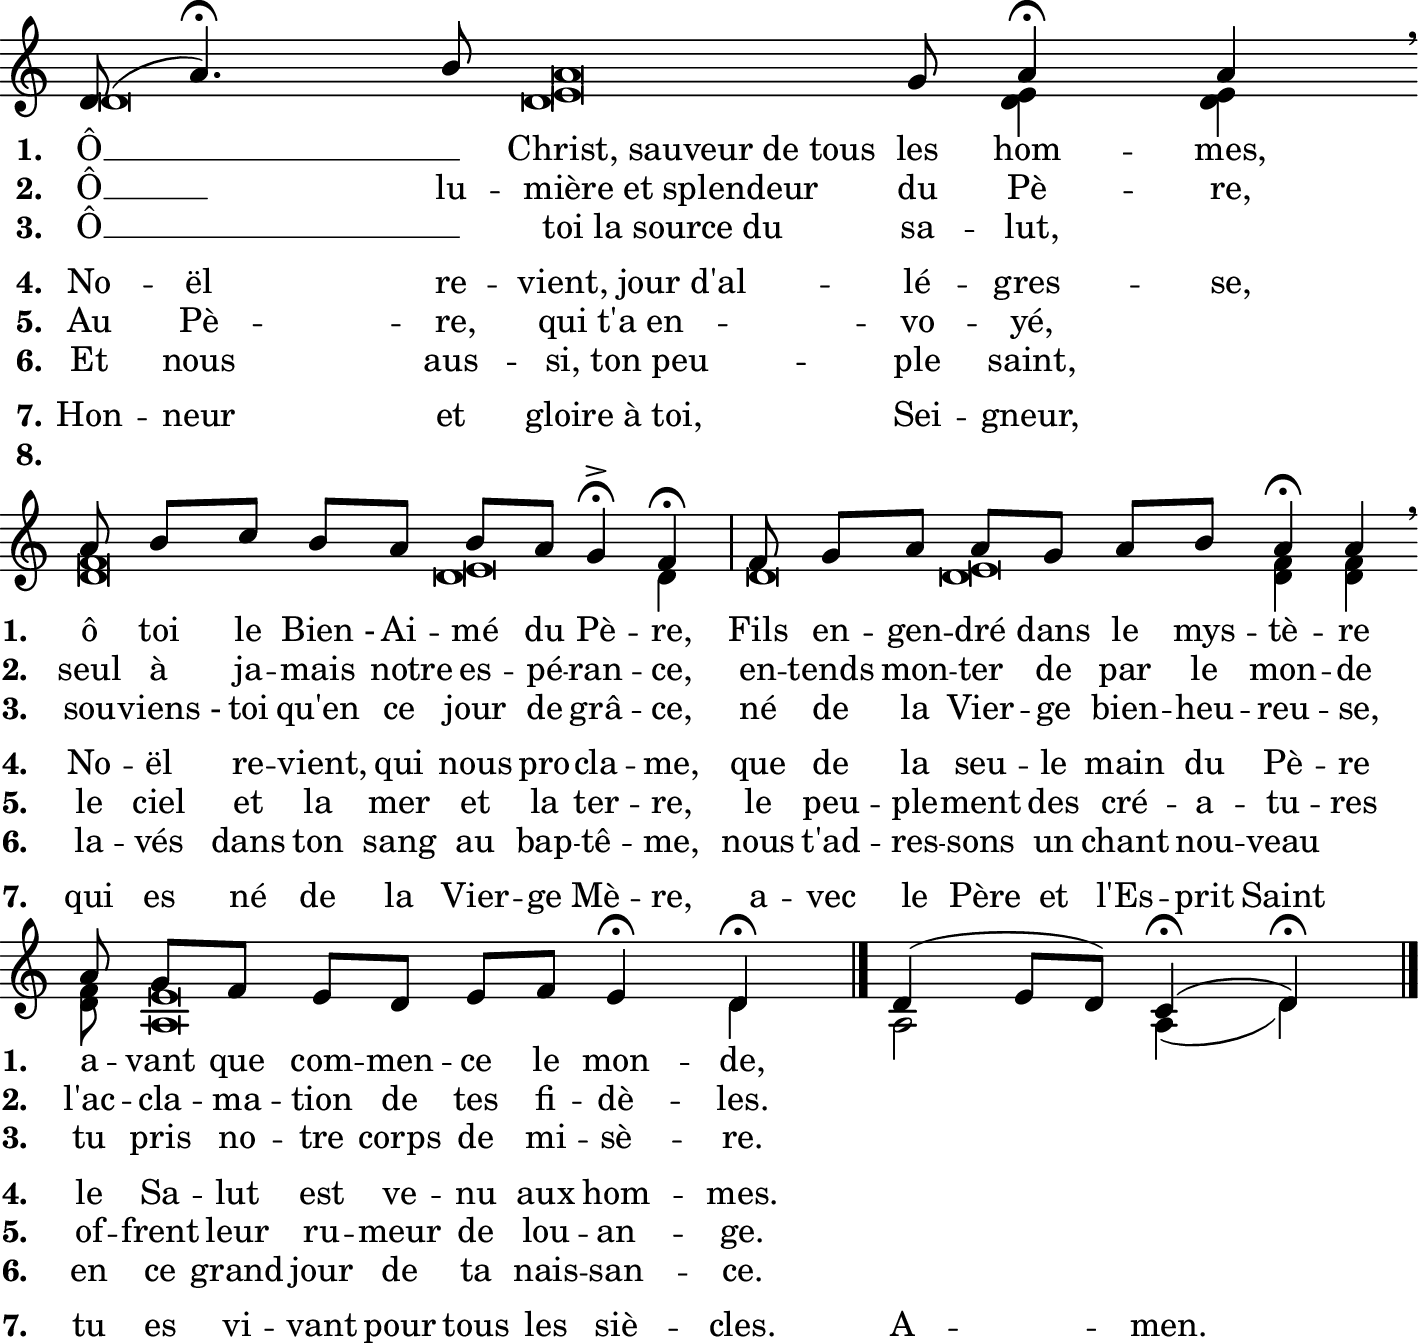 1. Ô __ Christ, sauveur de tous les hom -- mes,
2. Ô __ lu -- mière et splendeur du Pè -- re,
3. Ô __ toi la source du sa -- lut,
4. No -- ël re -- vient, jour d'al -- lé -- gres -- se,
5. Au Pè -- re, qui t'a en -- vo -- yé,
6. Et nous aus -- si, ton peu -- ple saint,
7. Hon -- neur et gloire à toi, Sei -- gneur,
8.
1. ô toi le Bien - Ai -- mé du Pè -- re, Fils en -- gen -- dré dans le mys -- tè -- re
2. seul à ja -- mais notre es -- pé -- ran -- ce, en -- tends mon -- ter de par le mon -- de
3. souviens - toi qu'en ce jour de grâ -- ce, né de la Vier -- ge bien -- heu -- reu -- se,
4. No -- ël re -- vient, qui nous pro -- cla -- me, que de la seu -- le main du Pè -- re
5. le ciel et la mer et la ter -- re, le peu -- ple -- ment des cré -- a -- tu -- res
6. la -- vés dans ton sang au bap -- tê -- me, nous t'ad -- res -- sons un chant nou -- veau
7. qui es né de la Vier -- ge Mè -- re, a -- vec le Père et l'Es -- prit Saint
1. a -- vant que com -- men -- ce le mon -- de,
2. l'ac -- cla -- ma -- tion de tes fi -- dè -- les.
3. tu pris no -- tre corps de mi -- sè -- re.
4. le Sa -- lut est ve -- nu aux hom -- mes.
5. of -- frent leur ru -- meur de lou -- an -- ge.
6. en ce grand jour de ta nais -- san -- ce.
7. tu es vi -- vant pour tous les siè -- cles. A -- men.